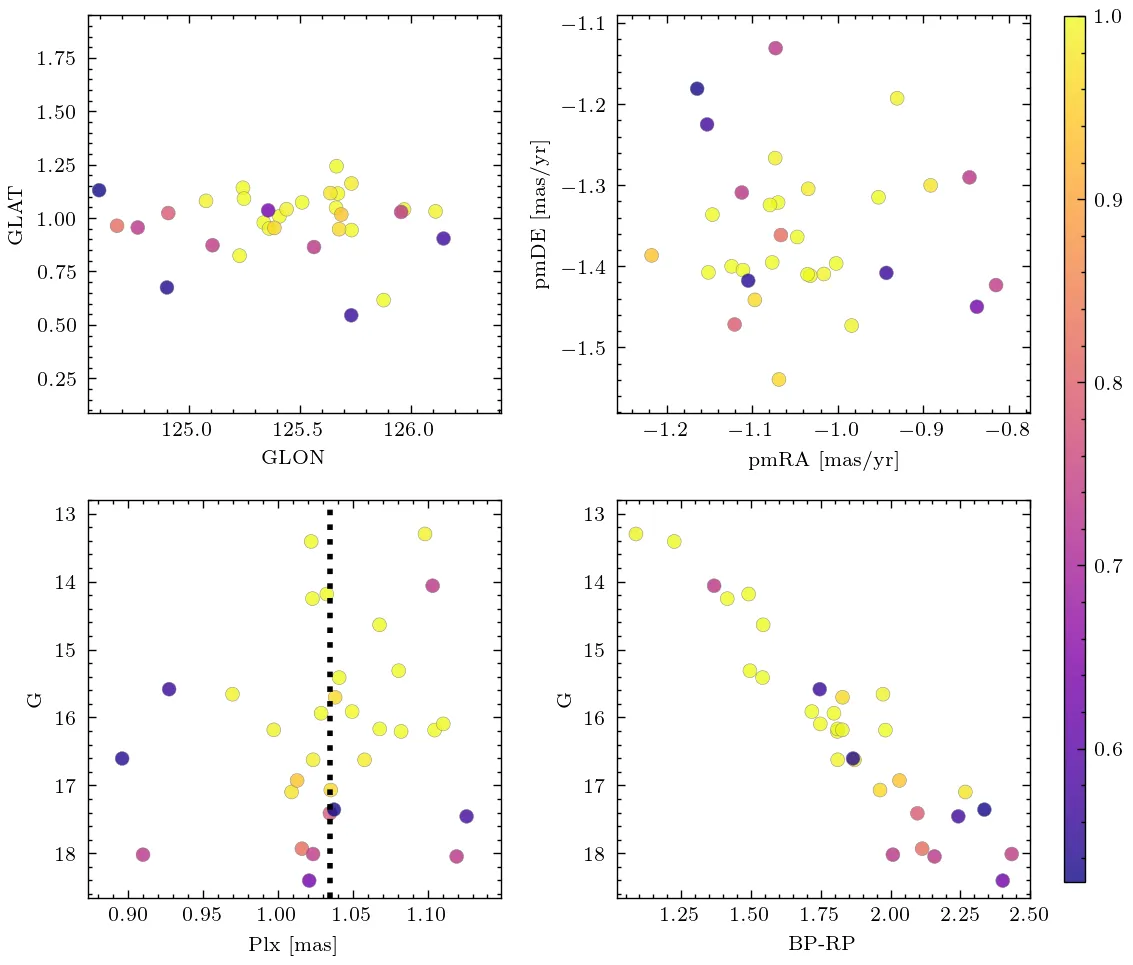 1.75
1.50
1.25
1.00
0.75
0.50
0.25
GLAT
125.0 125.5 126.0
GLON
−1.1
−1.2
−1.3
−1.4
−1.5
pmDE [mas/yr]
−1.2 −1.1 −1.0 −0.9 −0.8
pmRA [mas/yr]
13
14
15
16
17
18
G
0.90 0.95 1.00 1.05 1.10
Plx [mas]
13
14
15
16
17
18
G
1.25 1.50 1.75 2.00 2.25 2.50
BP-RP
1.0
0.9
0.8
0.7
0.6